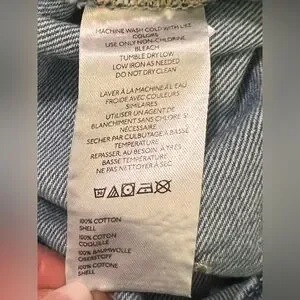 MACHINE WASH COLD WITH LIKE
COLORS
USE ONLY NON-CHLORINE
BLEACH
TUMBLE DRY LOW
LOW IRON AS NEEDED
DO NOT DRY CLEAN
LAVER À LA MACHINE À L'EAU
FROIDE AVEC COULEURS
SIMILAIRES
UTILISER UN AGENT DE
BLANCHIMENT SANS CHLORE SI
NÉCESSAIRE
SECHER PAR CULBUTAGE À BASSE
TEMPÉRATURE
REPASSER, AU BESOIN, À TRÈS
BASSE TEMPÉRATURE
NE PAS NETTOYER À SEC
100% COTTON
SHELL
100% COTON
COQUILLE
100% BAUMWOLLE
OBERSTOFF
100% COTONE